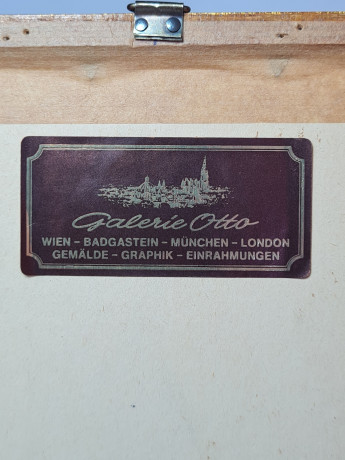 Galerie Otto
WIEN – BADGASTEIN – MÜNCHEN – LONDON
GEMÄLDE – GRAPHIK – EINRAHMUNGEN